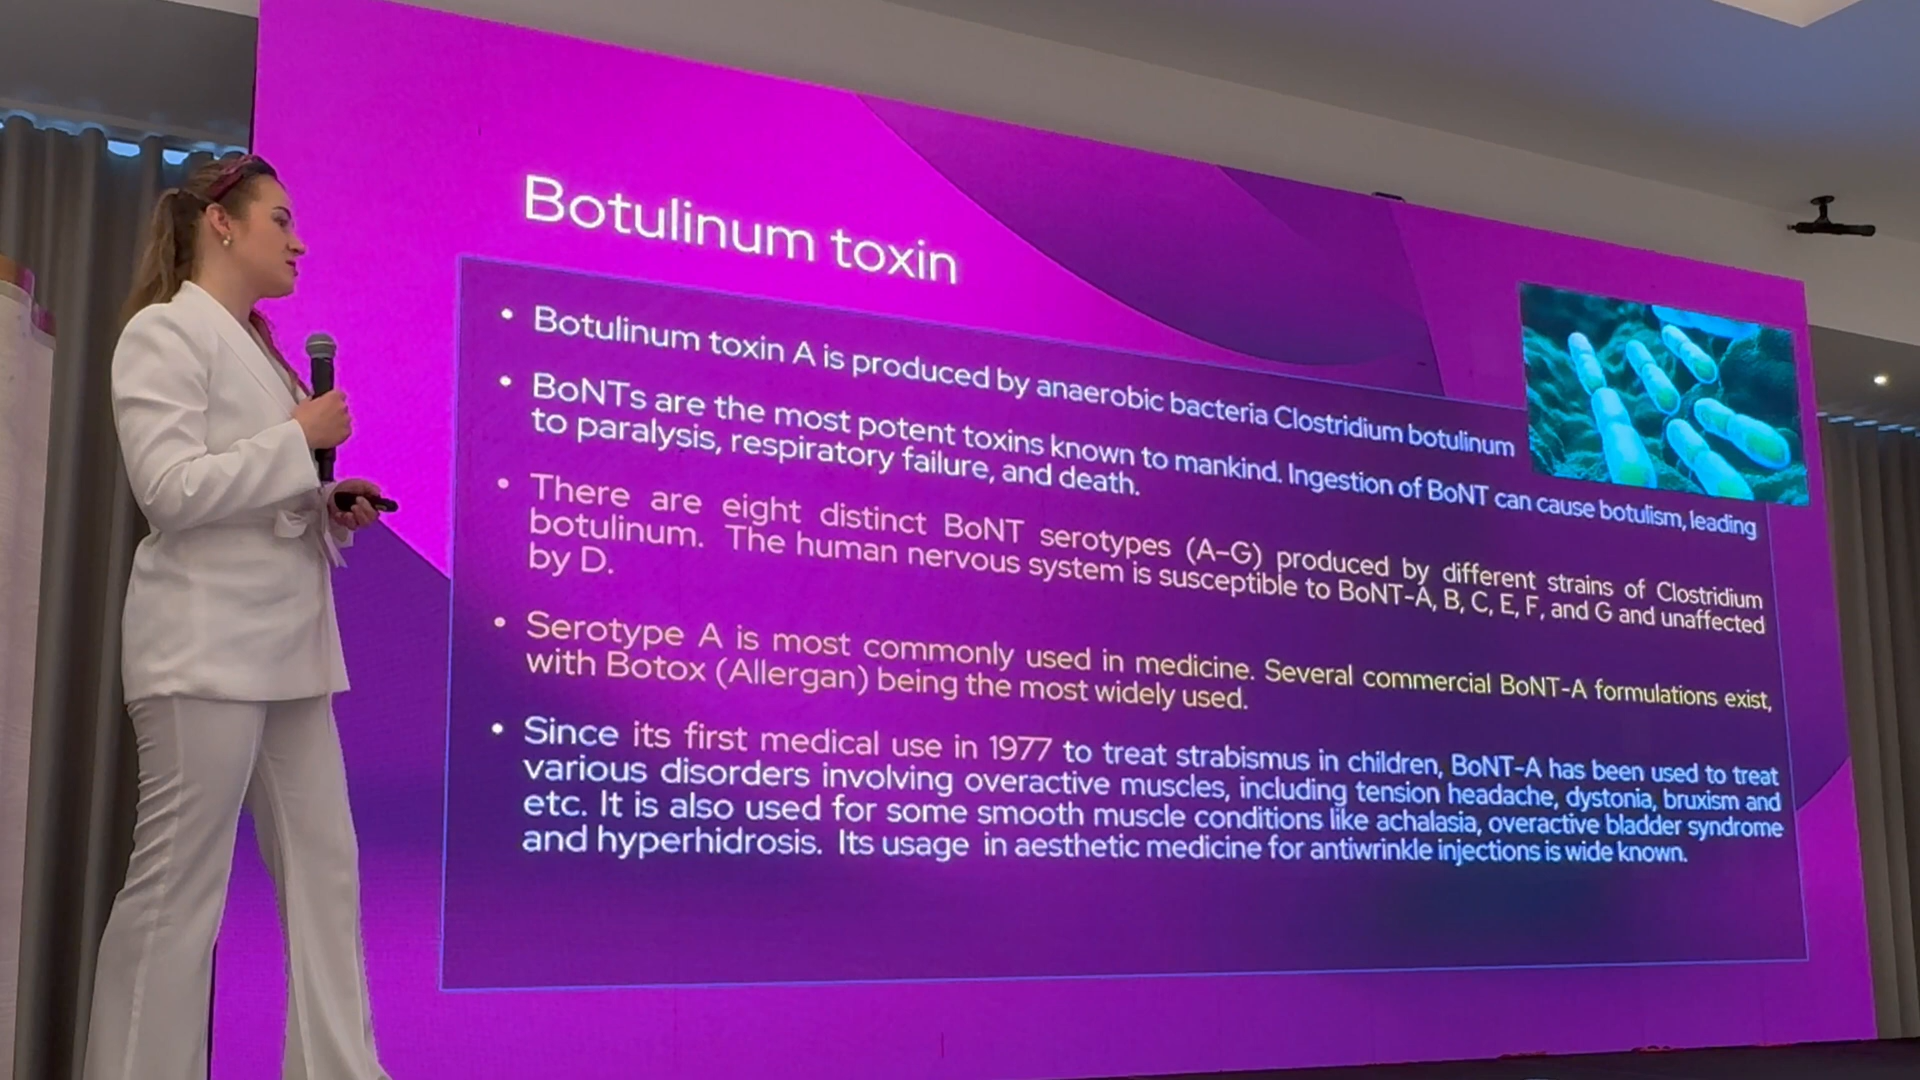 Botulinum toxin
• Botulinum toxin A is produced by anaerobic bacteria Clostridium botulinum
• BoNTs are the most potent toxins known to mankind. Ingestion of BoNT can cause botulism, leading
to paralysis, respiratory failure, and death.
• There are eight distinct BoNT serotypes (A–G) produced by different strains of Clostridium
botulinum. The human nervous system is susceptible to BoNT-A, B, C, E, F, and G and unaffected
by D.
• Serotype A is most commonly used in medicine. Several commercial BoNT-A formulations exist,
with Botox (Allergan) being the most widely used.
• Since its first medical use in 1977 to treat strabismus in children, BoNT-A has been used to treat
various disorders involving overactive muscles, including tension headache, dystonia, bruxism and
etc. It is also used for some smooth muscle conditions like achalasia, overactive bladder syndrome
and hyperhidrosis. Its usage in aesthetic medicine for antiwrinkle injections is wide known.